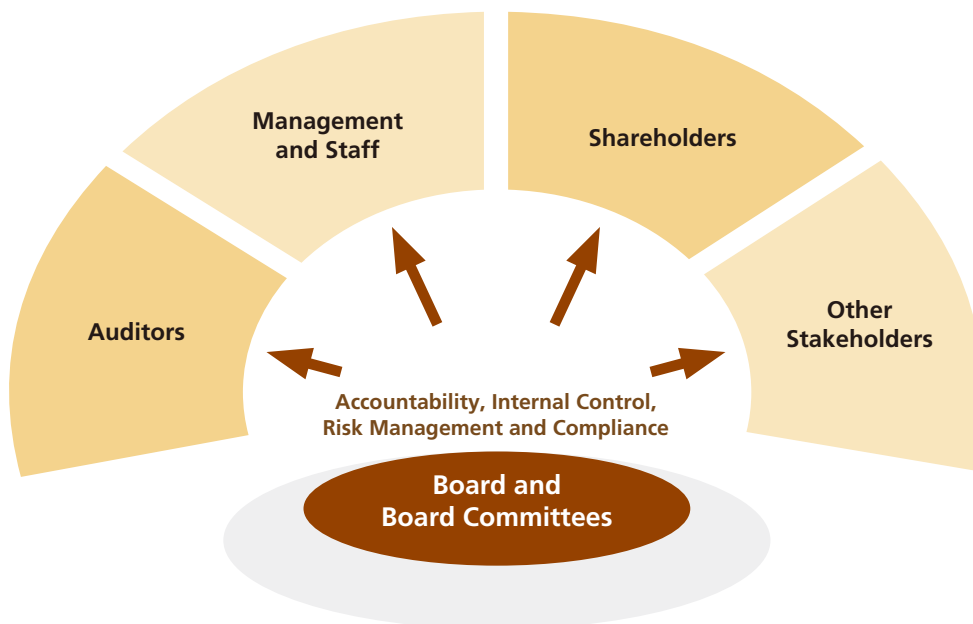 Management
and Staff
Shareholders
Auditors
Other
Stakeholders
Accountability, Internal Control,
Risk Management and Compliance
Board and
Board Committees